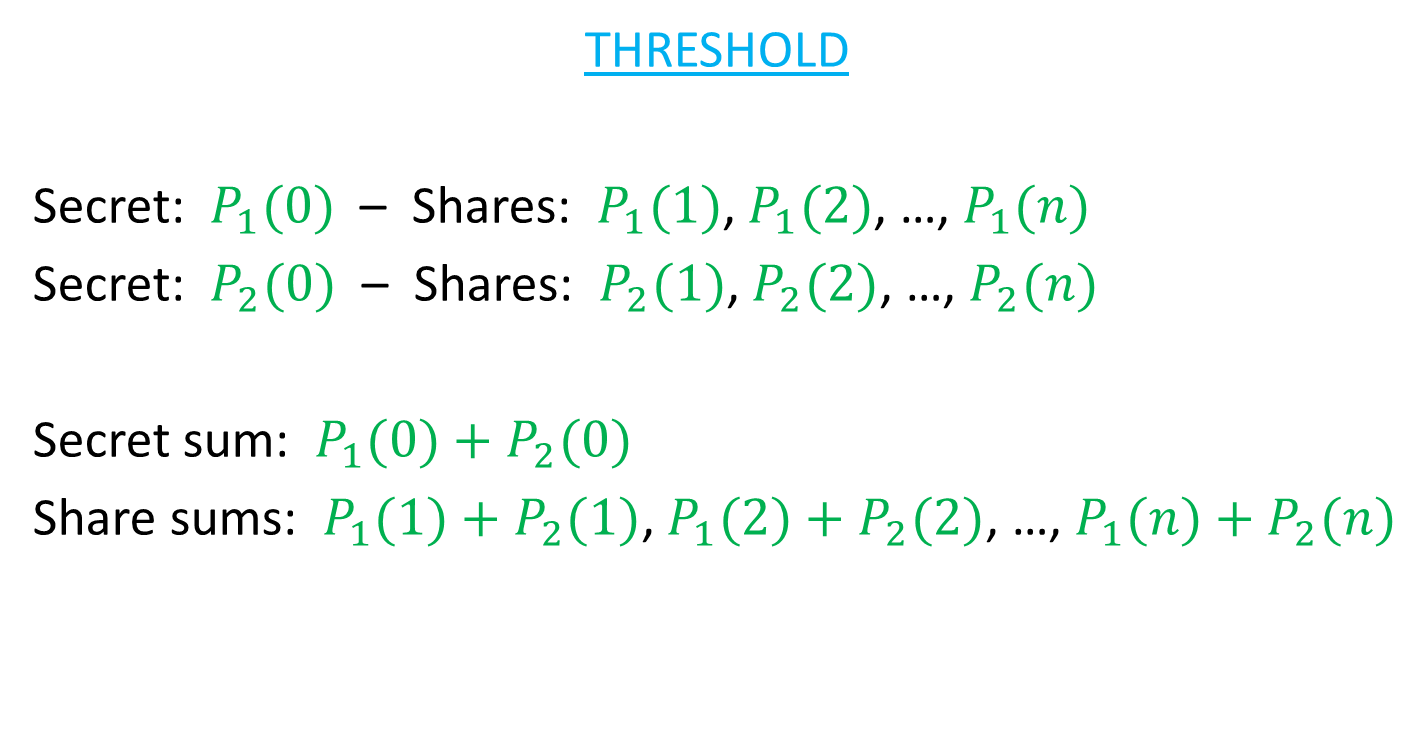 THRESHOLD
Secret: P₁(0) – Shares: P₁(1), P₁(2), …, P₁(n)
Secret: P₂(0) – Shares: P₂(1), P₂(2), …, P₂(n)
Secret sum: P₁(0) + P₂(0)
Share sums: P₁(1) + P₂(1), P₁(2) + P₂(2), …, P₁(n) + P₂(n)